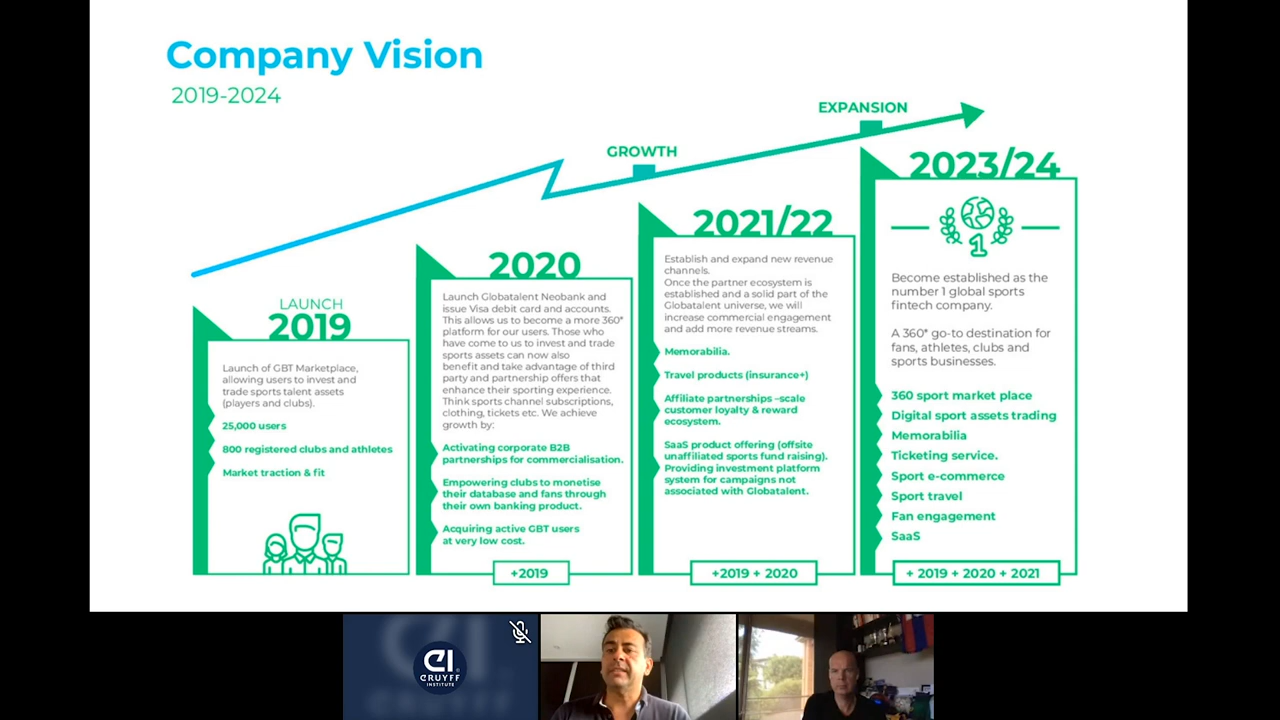 Company Vision
2019-2024
LAUNCH
2019
Launch of GBT Marketplace,
allowing users to invest and
trade sports talent assets
(players and clubs).
25,000 users
800 registered clubs and athletes
Market traction & fit
2020
Launch Globatalent Neobank and
issue Visa debit card and accounts.
This allows us to become a more 360°
platform for our users. Those who
have come to us to invest and trade
sports assets can now also
benefit and take advantage of third
party and partnership offers that
enhance their sporting experience.
Think sports channel subscriptions,
clothing, tickets etc. We achieve
growth by:
Activating corporate B2B
partnerships for commercialisation.
Empowering clubs to monetise
their database and fans through
their own banking product.
Acquiring active GBT users
at very low cost.
+2019
GROWTH
2021/22
Establish and expand new revenue
channels.
Once the partner ecosystem is
established and a solid part of the
Globatalent universe, we will
increase commercial engagement
and add more revenue streams.
Memorabilia.
Travel products (insurance+)
Affiliate partnerships –scale
customer loyalty & reward
ecosystem.
SaaS product offering (offsite
unaffiliated sports fund raising).
Providing investment platform
system for campaigns not
associated with Globatalent.
+2019 + 2020
EXPANSION
2023/24
1
Become established as the
number 1 global sports
fintech company.
A 360° go-to destination for
fans, athletes, clubs and
sports businesses.
360 sport market place
Digital sport assets trading
Memorabilia
Ticketing service.
Sport e-commerce
Sport travel
Fan engagement
SaaS
+ 2019 + 2020 + 2021
CI
CRUYFF
INSTITUTE